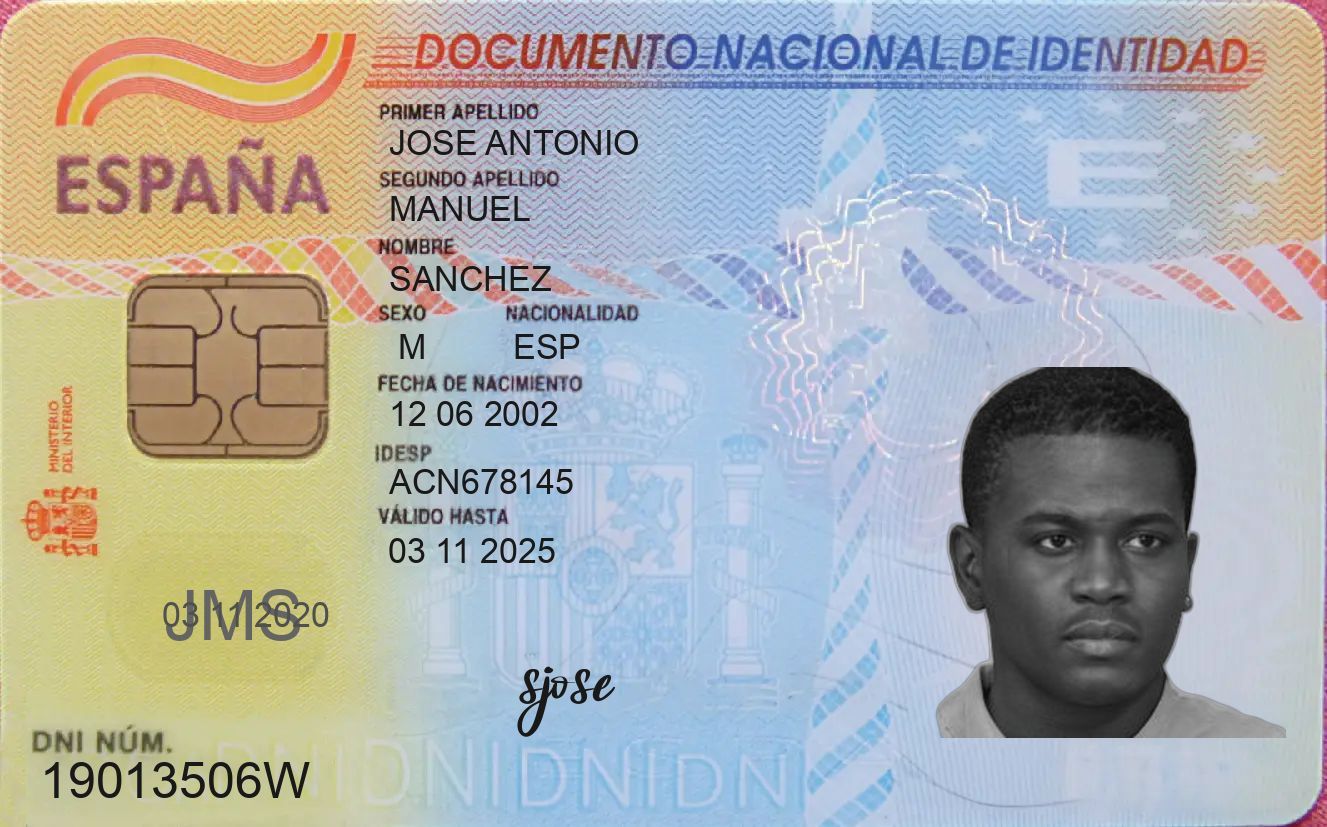 DOCUMENTO NACIONAL DE IDENTIDAD
ESPAÑA
PRIMER APELLIDO
JOSE ANTONIO
SEGUNDO APELLIDO
MANUEL
NOMBRE
SANCHEZ
SEXO NACIONALIDAD
M ESP
FECHA DE NACIMIENTO
12 06 2002
IDESP
ACN678145
VÁLIDO HASTA
03 11 2025
MINISTERIO
DEL INTERIOR
03 11 2020
JMS
sjose
DNI NÚM.
19013506W
E
DNIDNIDNIDNI